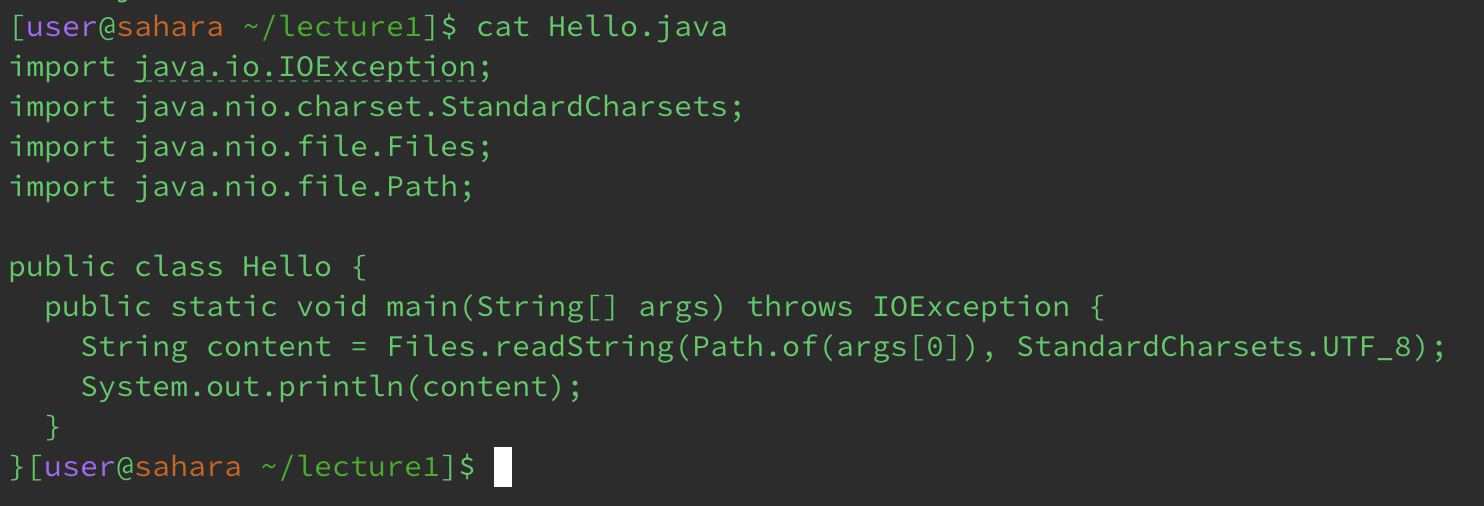 [user@sahara ~/lecture1]$ cat Hello.java
import java.io.IOException;
import java.nio.charset.StandardCharsets;
import java.nio.file.Files;
import java.nio.file.Path;

public class Hello {
  public static void main(String[] args) throws IOException {
    String content = Files.readString(Path.of(args[0]), StandardCharsets.UTF_8);
    System.out.println(content);
  }
}[user@sahara ~/lecture1]$